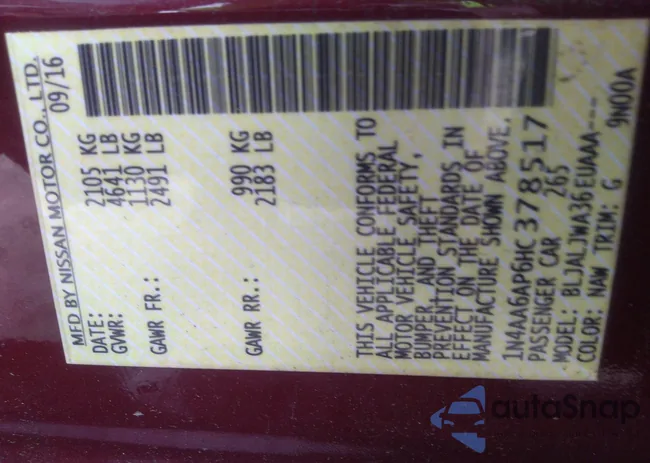 MFD BY NISSAN MOTOR CO., LTD.
DATE: 09/16
GVWR: 2105 KG
4641 LB
GAWR FR.: 1130 KG
2491 LB
GAWR RR.: 990 KG
2183 LB
THIS VEHICLE CONFORMS TO
ALL APPLICABLE FEDERAL
MOTOR VEHICLE SAFETY,
BUMPER, AND THEFT
PREVENTION STANDARDS IN
EFFECT ON THE DATE OF
MANUFACTURE SHOWN ABOVE.
1N4AA6AP6HC378517
PASSENGER CAR 265
MODEL: BLJALJWA36EUAAA---
COLOR: NAW TRIM: G 9N00A
autoSnap